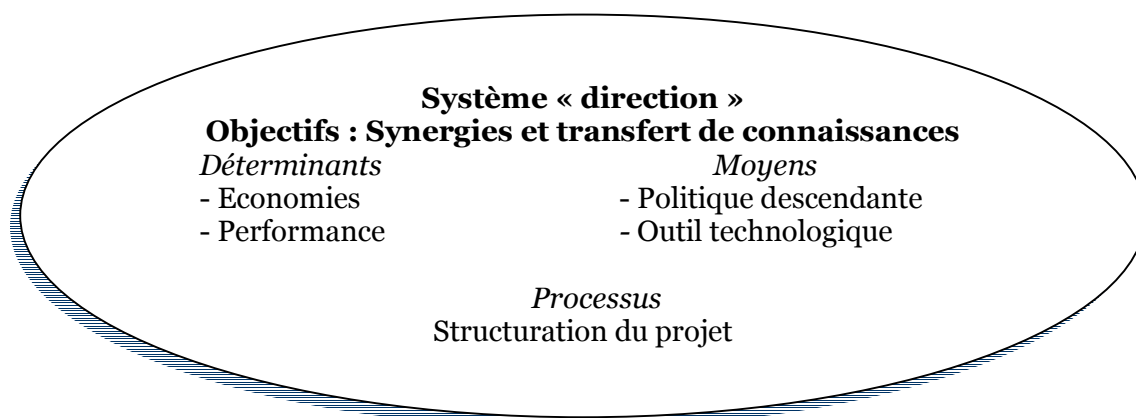 Système « direction »
Objectifs : Synergies et transfert de connaissances
Déterminants Moyens
- Economies - Politique descendante
- Performance - Outil technologique
Processus
Structuration du projet